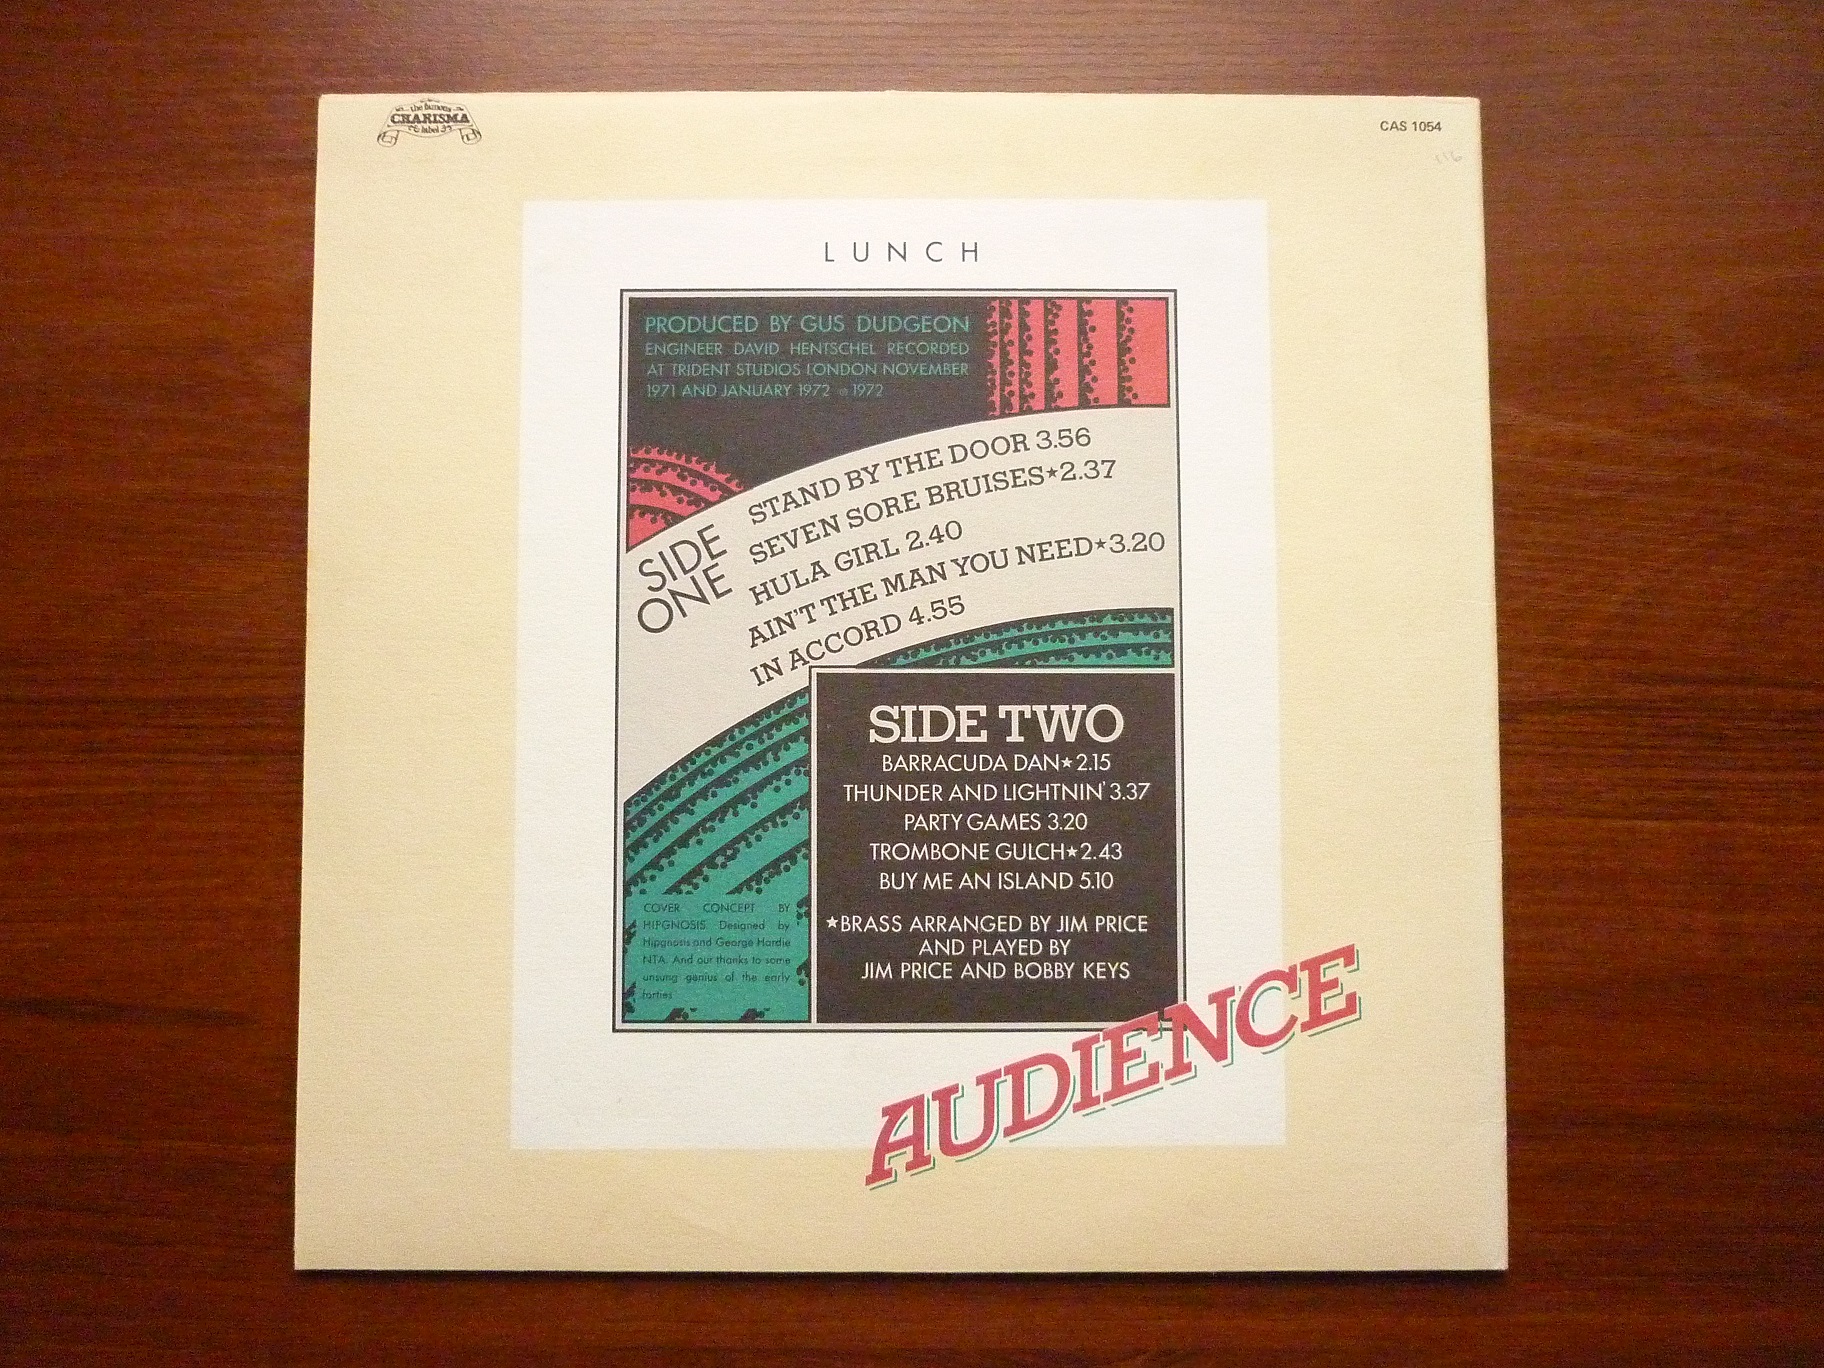 the famous
CHARISMA
label
CAS 1054
116
LUNCH
PRODUCED BY GUS DUDGEON
ENGINEER DAVID HENTSCHEL RECORDED
AT TRIDENT STUDIOS LONDON NOVEMBER
1971 AND JANUARY 1972 ℗ 1972
SIDE
ONE
STAND BY THE DOOR 3.56
SEVEN SORE BRUISES★2.37
HULA GIRL 2.40
AIN'T THE MAN YOU NEED★3.20
IN ACCORD 4.55
SIDE TWO
BARRACUDA DAN★2.15
THUNDER AND LIGHTNIN' 3.37
PARTY GAMES 3.20
TROMBONE GULCH★2.43
BUY ME AN ISLAND 5.10
★BRASS ARRANGED BY JIM PRICE
AND PLAYED BY
JIM PRICE AND BOBBY KEYS
COVER CONCEPT BY
HIPGNOSIS. Designed by
Hipgnosis and George Hardie
NTA. And our thanks to some
unsung genius of the early
forties
AUDIENCE